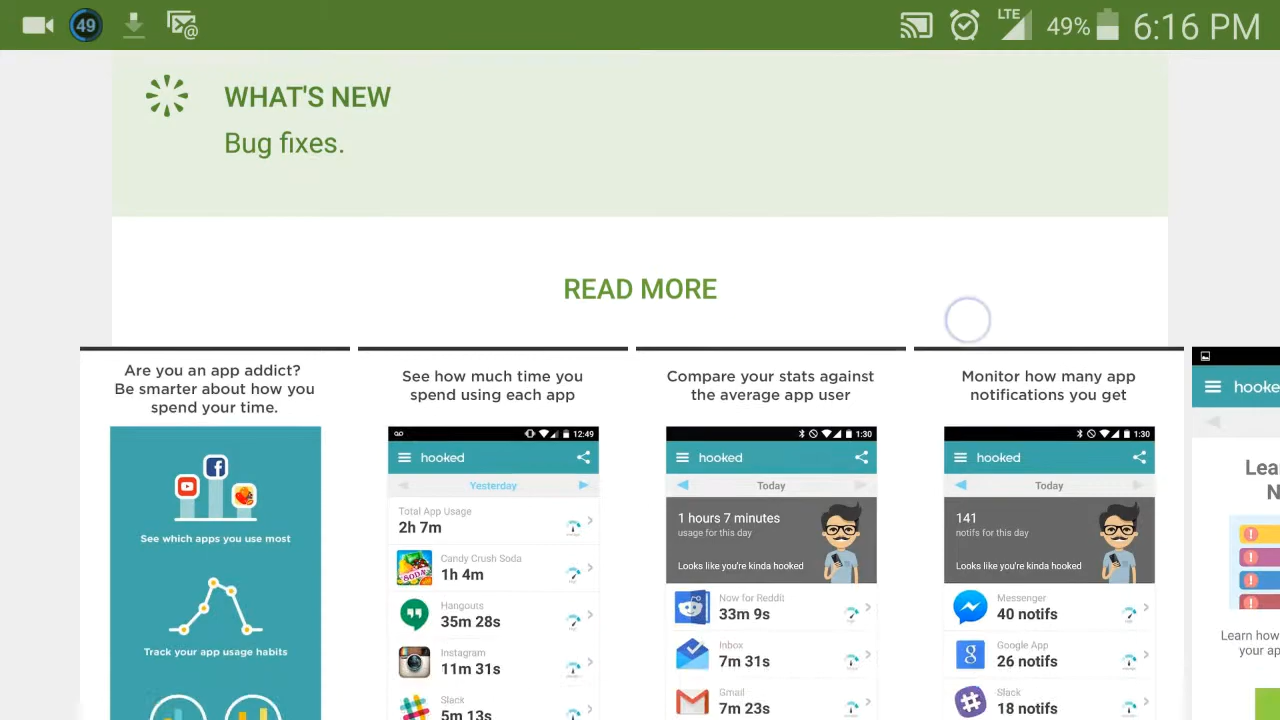 49
LTE
49%
6:16 PM
WHAT'S NEW
Bug fixes.
READ MORE
Are you an app addict?
Be smarter about how you
spend your time.
See which apps you use most
Track your app usage habits
See how much time you
spend using each app
12:49
hooked
Yesterday
Total App Usage
2h 7m
Candy Crush Soda
1h 4m
Hangouts
35m 28s
Instagram
11m 31s
Slack
5m 13s
Compare your stats against
the average app user
1:30
hooked
Today
1 hours 7 minutes
usage for this day
Looks like you're kinda hooked
Now for Reddit
33m 9s
Inbox
7m 31s
Gmail
7m 23s
Monitor how many app
notifications you get
1:30
hooked
Today
141
notifs for this day
Looks like you're kinda hooked
Messenger
40 notifs
Google App
26 notifs
Slack
18 notifs
hooke
Lea
N
Learn how
your ap